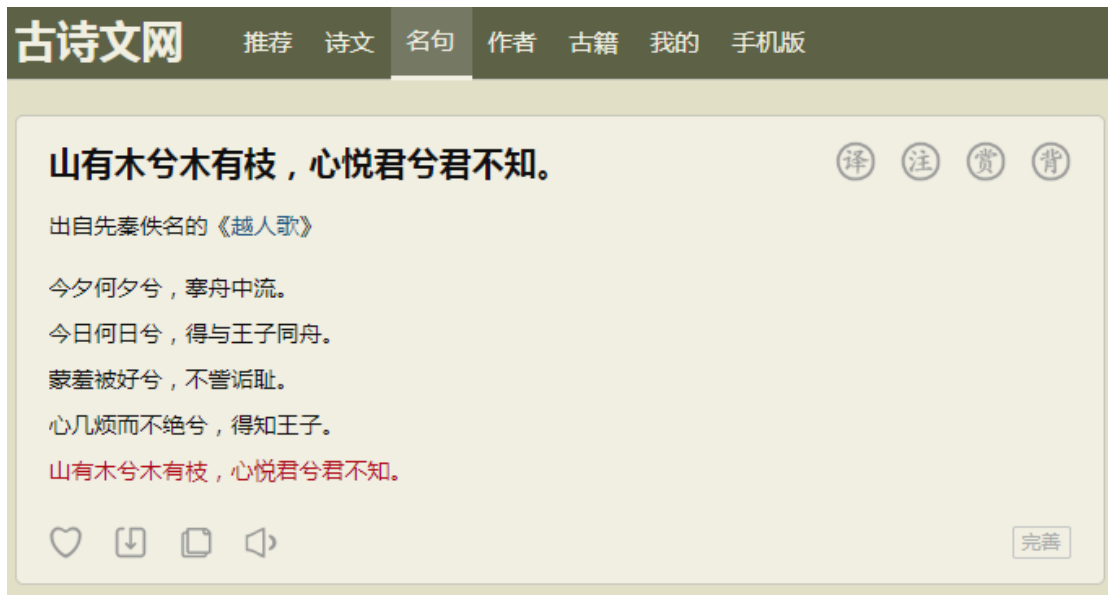 古诗文网 推荐 诗文 名句 作者 古籍 我的 手机版
山有木兮木有枝，心悦君兮君不知。 译 注 赏 背
出自先秦佚名的《越人歌》
今夕何夕兮，搴舟中流。
今日何日兮，得与王子同舟。
蒙羞被好兮，不訾诟耻。
心几烦而不绝兮，得知王子。
山有木兮木有枝，心悦君兮君不知。
完善